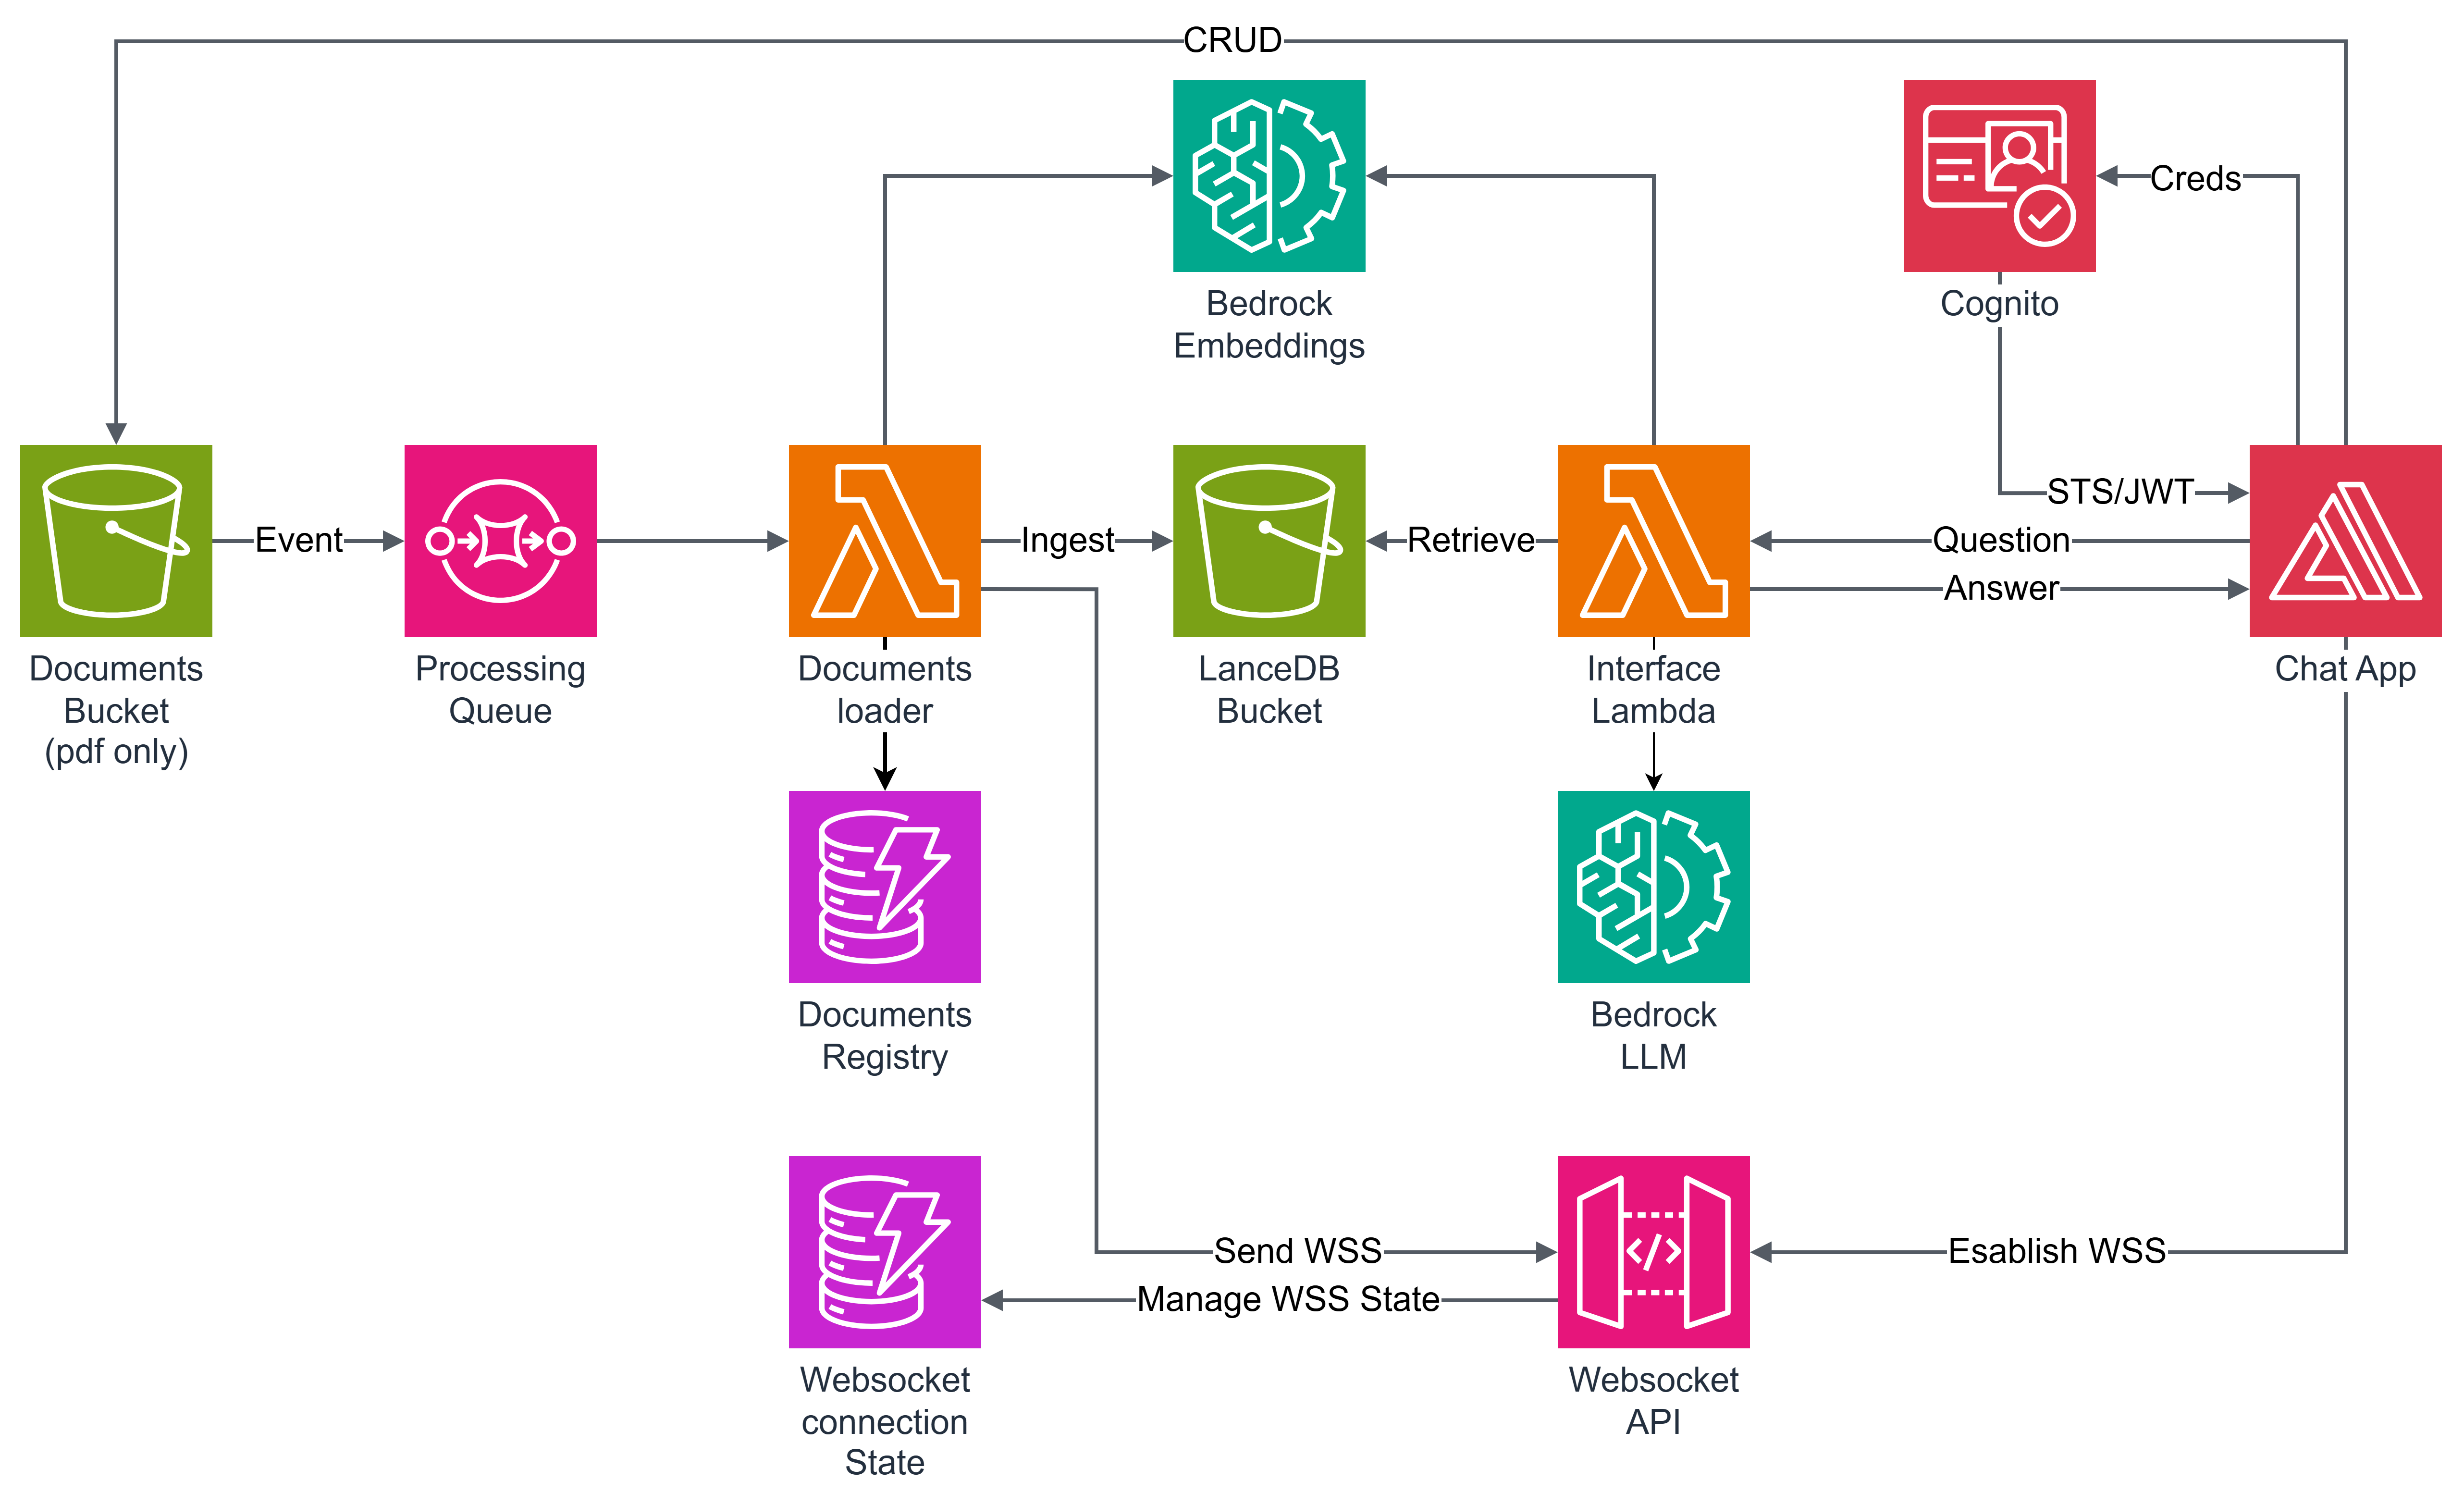 CRUD
Creds
Bedrock
Embeddings
Cognito
STS/JWT
Event
Ingest
Retrieve
Question
Answer
Documents
Bucket
(pdf only)
Processing
Queue
Documents
loader
LanceDB
Bucket
Interface
Lambda
Chat App
Documents
Registry
Bedrock
LLM
Send WSS
Esablish WSS
Manage WSS State
Websocket
connection
State
Websocket
API